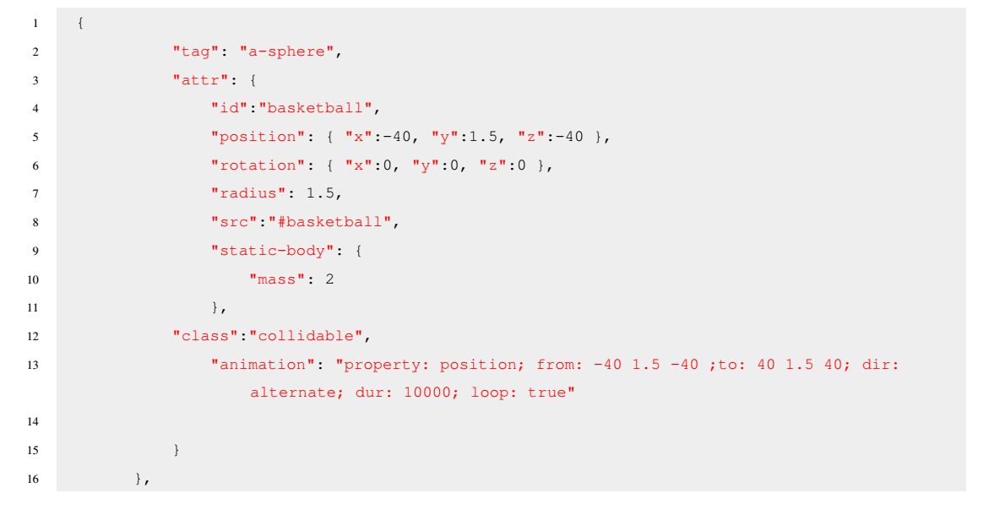 1 {
2 "tag": "a-sphere",
3 "attr": {
4 "id":"basketball",
5 "position": { "x":-40, "y":1.5, "z":-40 },
6 "rotation": { "x":0, "y":0, "z":0 },
7 "radius": 1.5,
8 "src":"#basketball",
9 "static-body": {
10 "mass": 2
11 },
12 "class":"collidable",
13 "animation": "property: position; from: -40 1.5 -40 ;to: 40 1.5 40; dir:
alternate; dur: 10000; loop: true"
14
15 }
16 },